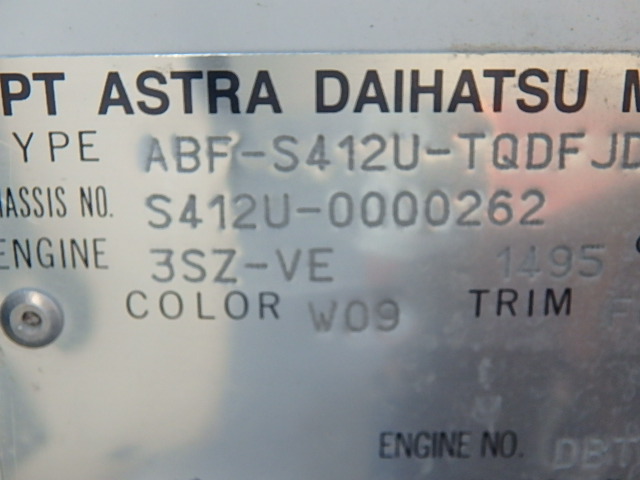 PT ASTRA DAIHATSU M
YPE ABF-S412U-TQDFJD
ASSIS NO. S412U-0000262
ENGINE 3SZ-VE 1495
COLOR W09 TRIM F
ENGINE NO. DBT